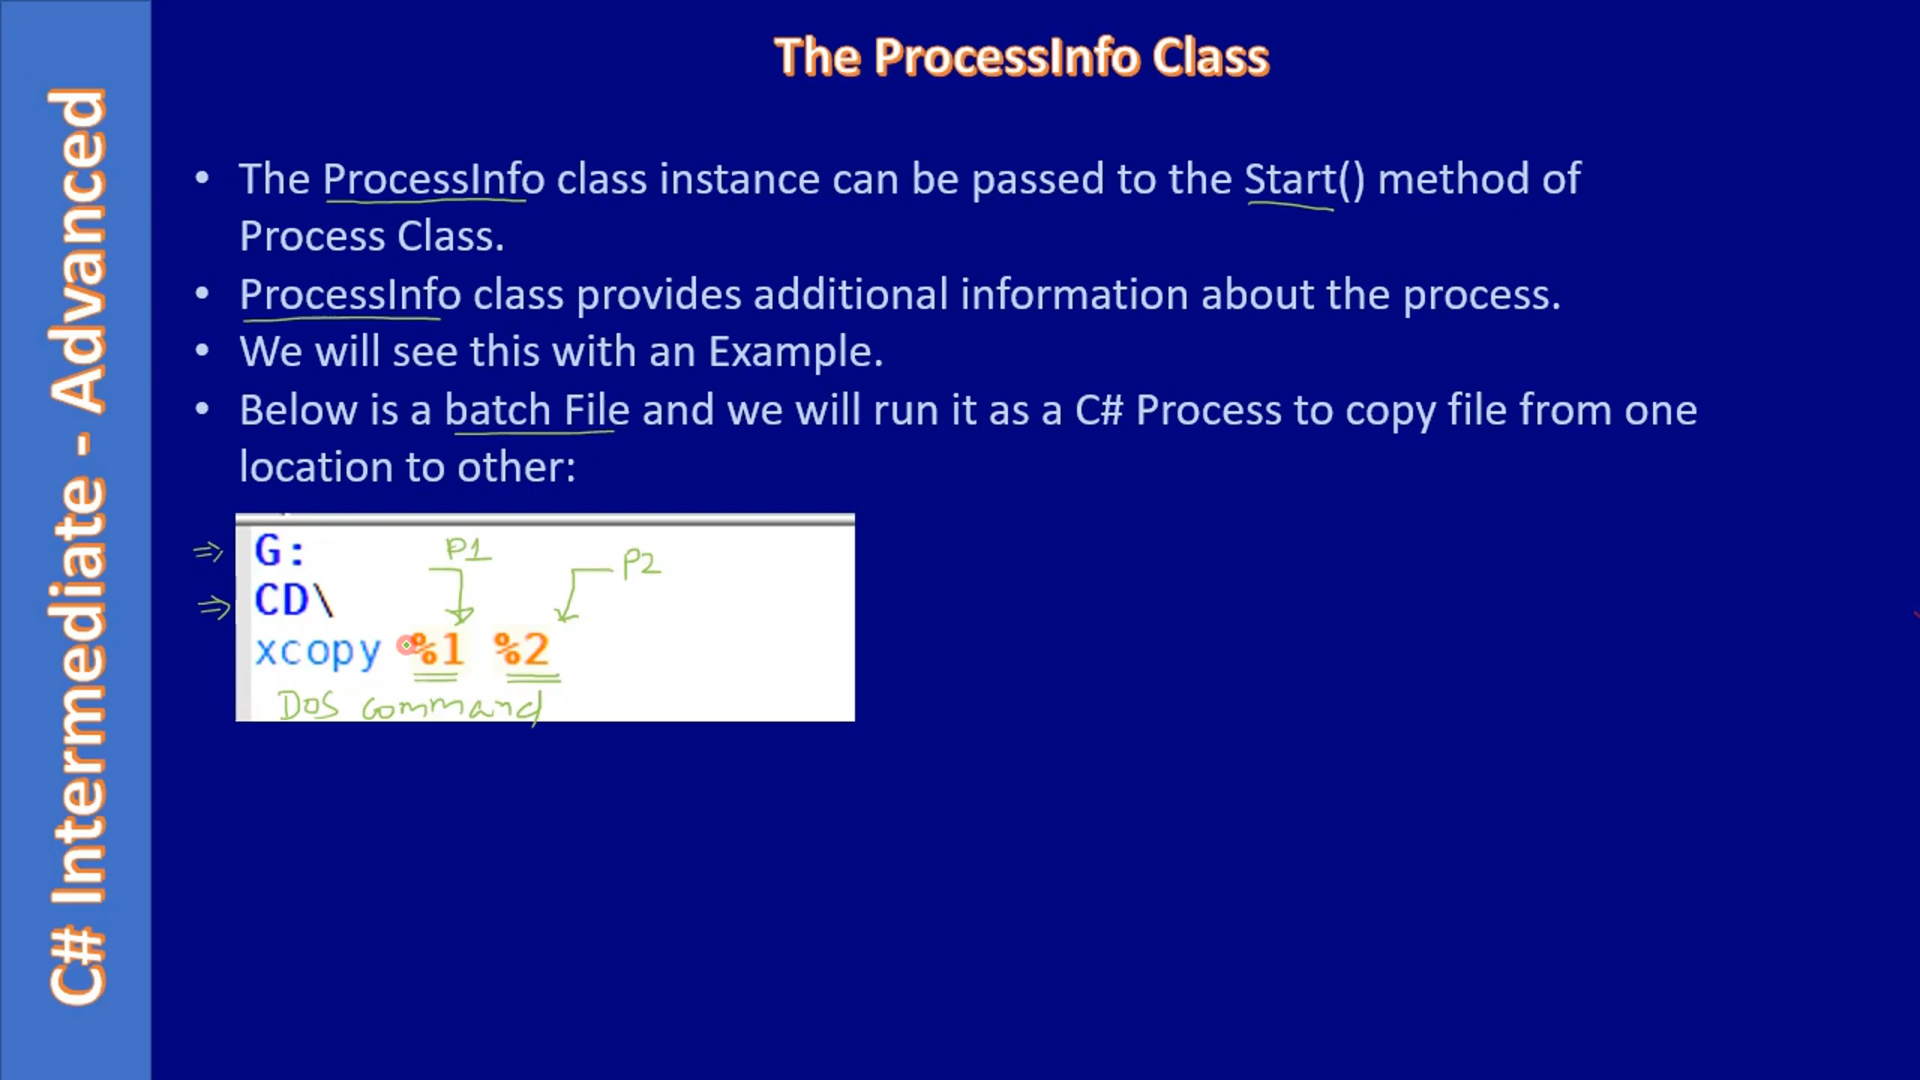 C# Intermediate - Advanced
The ProcessInfo Class
• The ProcessInfo class instance can be passed to the Start() method of
Process Class.
• ProcessInfo class provides additional information about the process.
• We will see this with an Example.
• Below is a batch File and we will run it as a C# Process to copy file from one
location to other:
G:
P1
P2
CD\
xcopy %1 %2
DOS command